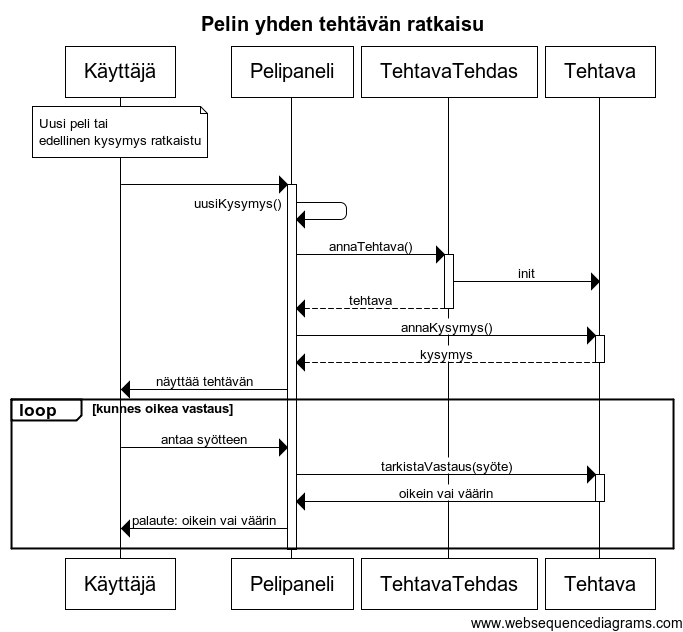 Pelin yhden tehtävän ratkaisu
Käyttäjä
Pelipaneli
TehtavaTehdas
Tehtava
Uusi peli tai
edellinen kysymys ratkaistu
uusiKysymys()
annaTehtava()
init
tehtava
annaKysymys()
kysymys
näyttää tehtävän
loop
[kunnes oikea vastaus]
antaa syötteen
tarkistaVastaus(syöte)
oikein vai väärin
palaute: oikein vai väärin
Käyttäjä
Pelipaneli
TehtavaTehdas
Tehtava
www.websequencediagrams.com